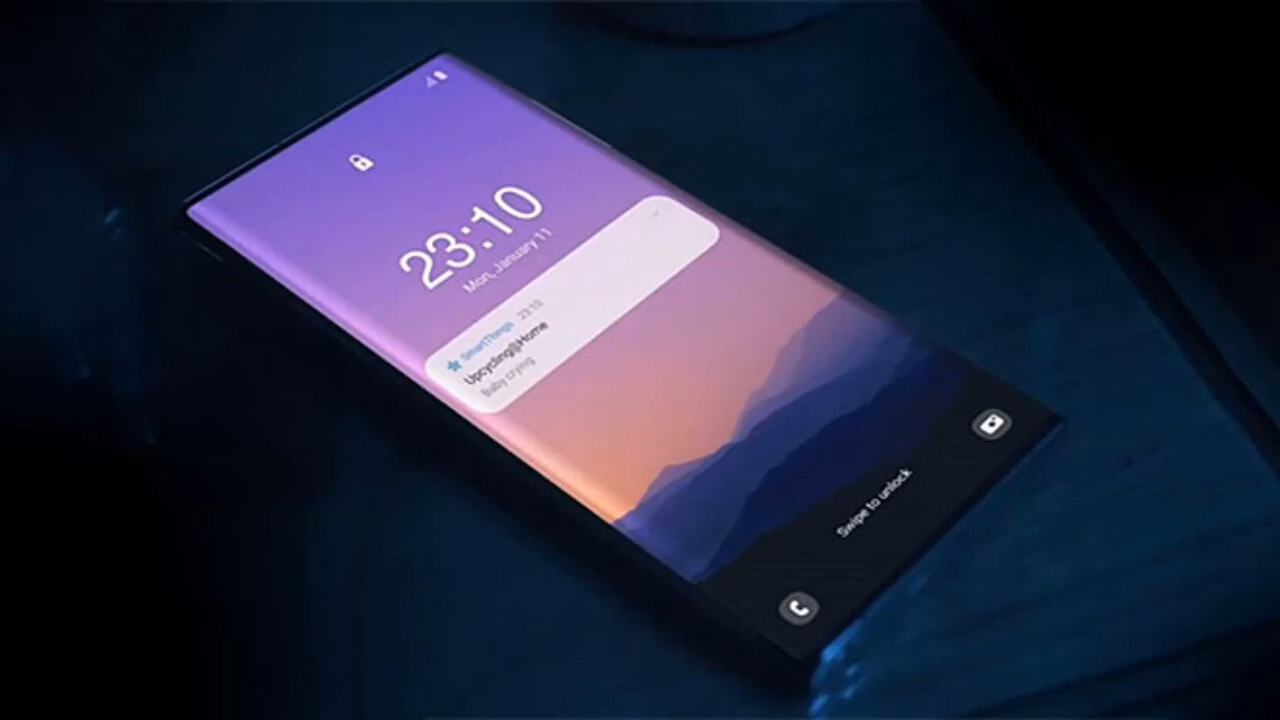 23:10
Mon, January 11
SmartThings 23:10
Upcycling@Home
Baby crying
Swipe to unlock